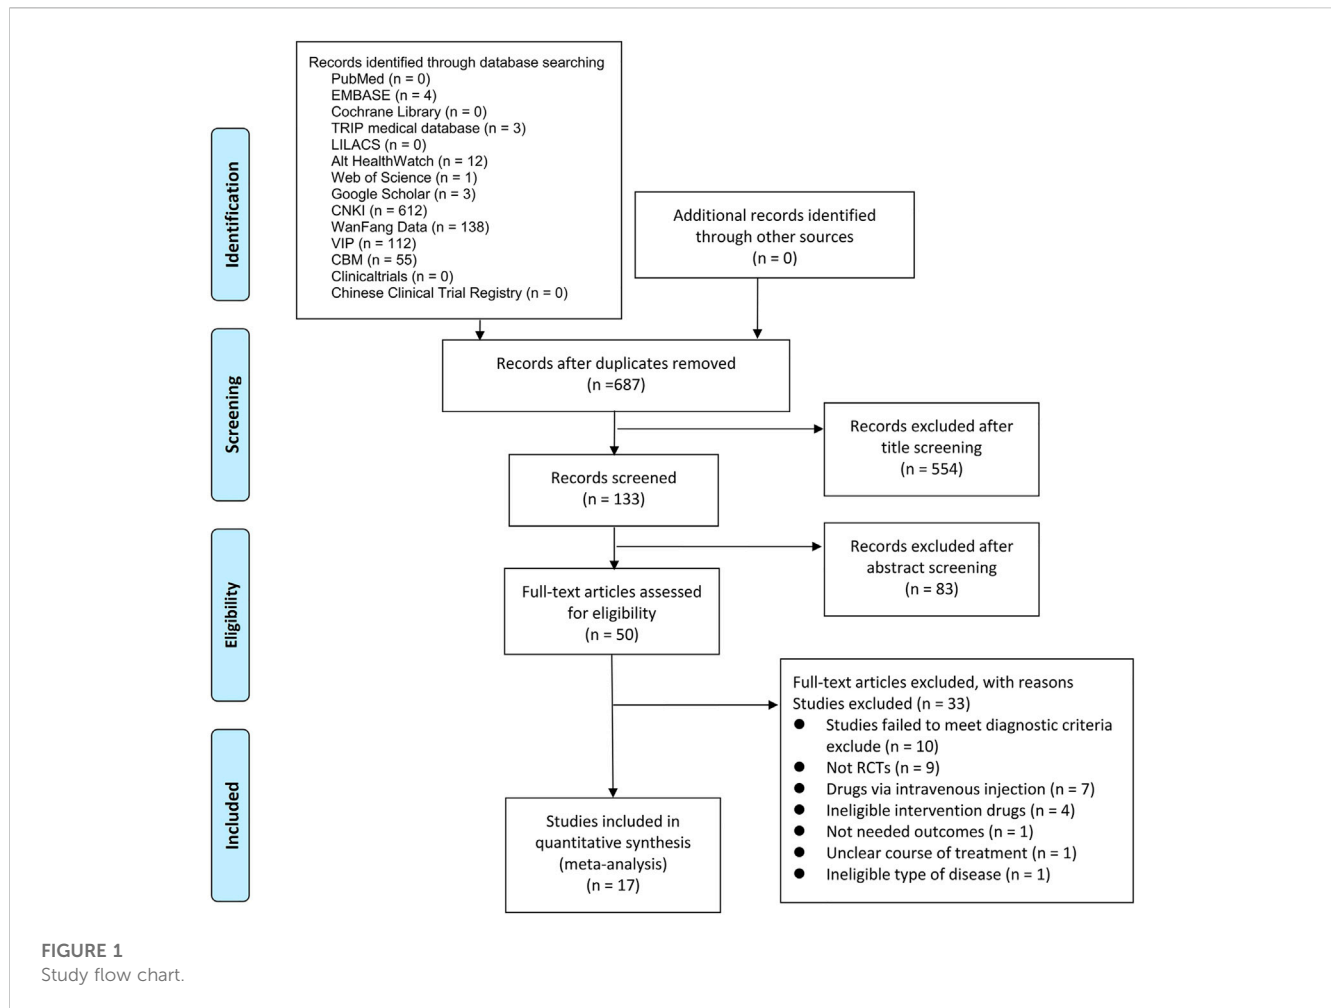 Records identified through database searching
PubMed (n = 0)
EMBASE (n = 4)
Cochrane Library (n = 0)
TRIP medical database (n = 3)
LILACS (n = 0)
Alt HealthWatch (n = 12)
Web of Science (n = 1)
Google Scholar (n = 3)
CNKI (n = 612)
WanFang Data (n = 138)
VIP (n = 112)
CBM (n = 55)
Clinicaltrials (n = 0)
Chinese Clinical Trial Registry (n = 0)
Additional records identified
through other sources
(n = 0)
Identification
Records after duplicates removed
(n =687)
Screening
Records excluded after
title screening
(n = 554)
Records screened
(n = 133)
Records excluded after
abstract screening
(n = 83)
Eligibility
Full-text articles assessed
for eligibility
(n = 50)
Full-text articles excluded, with reasons
Studies excluded (n = 33)
● Studies failed to meet diagnostic criteria
exclude (n = 10)
● Not RCTs (n = 9)
● Drugs via intravenous injection (n = 7)
● Ineligible intervention drugs (n = 4)
● Not needed outcomes (n = 1)
● Unclear course of treatment (n = 1)
● Ineligible type of disease (n = 1)
Included
Studies included in
quantitative synthesis
(meta-analysis)
(n = 17)
FIGURE 1
Study flow chart.